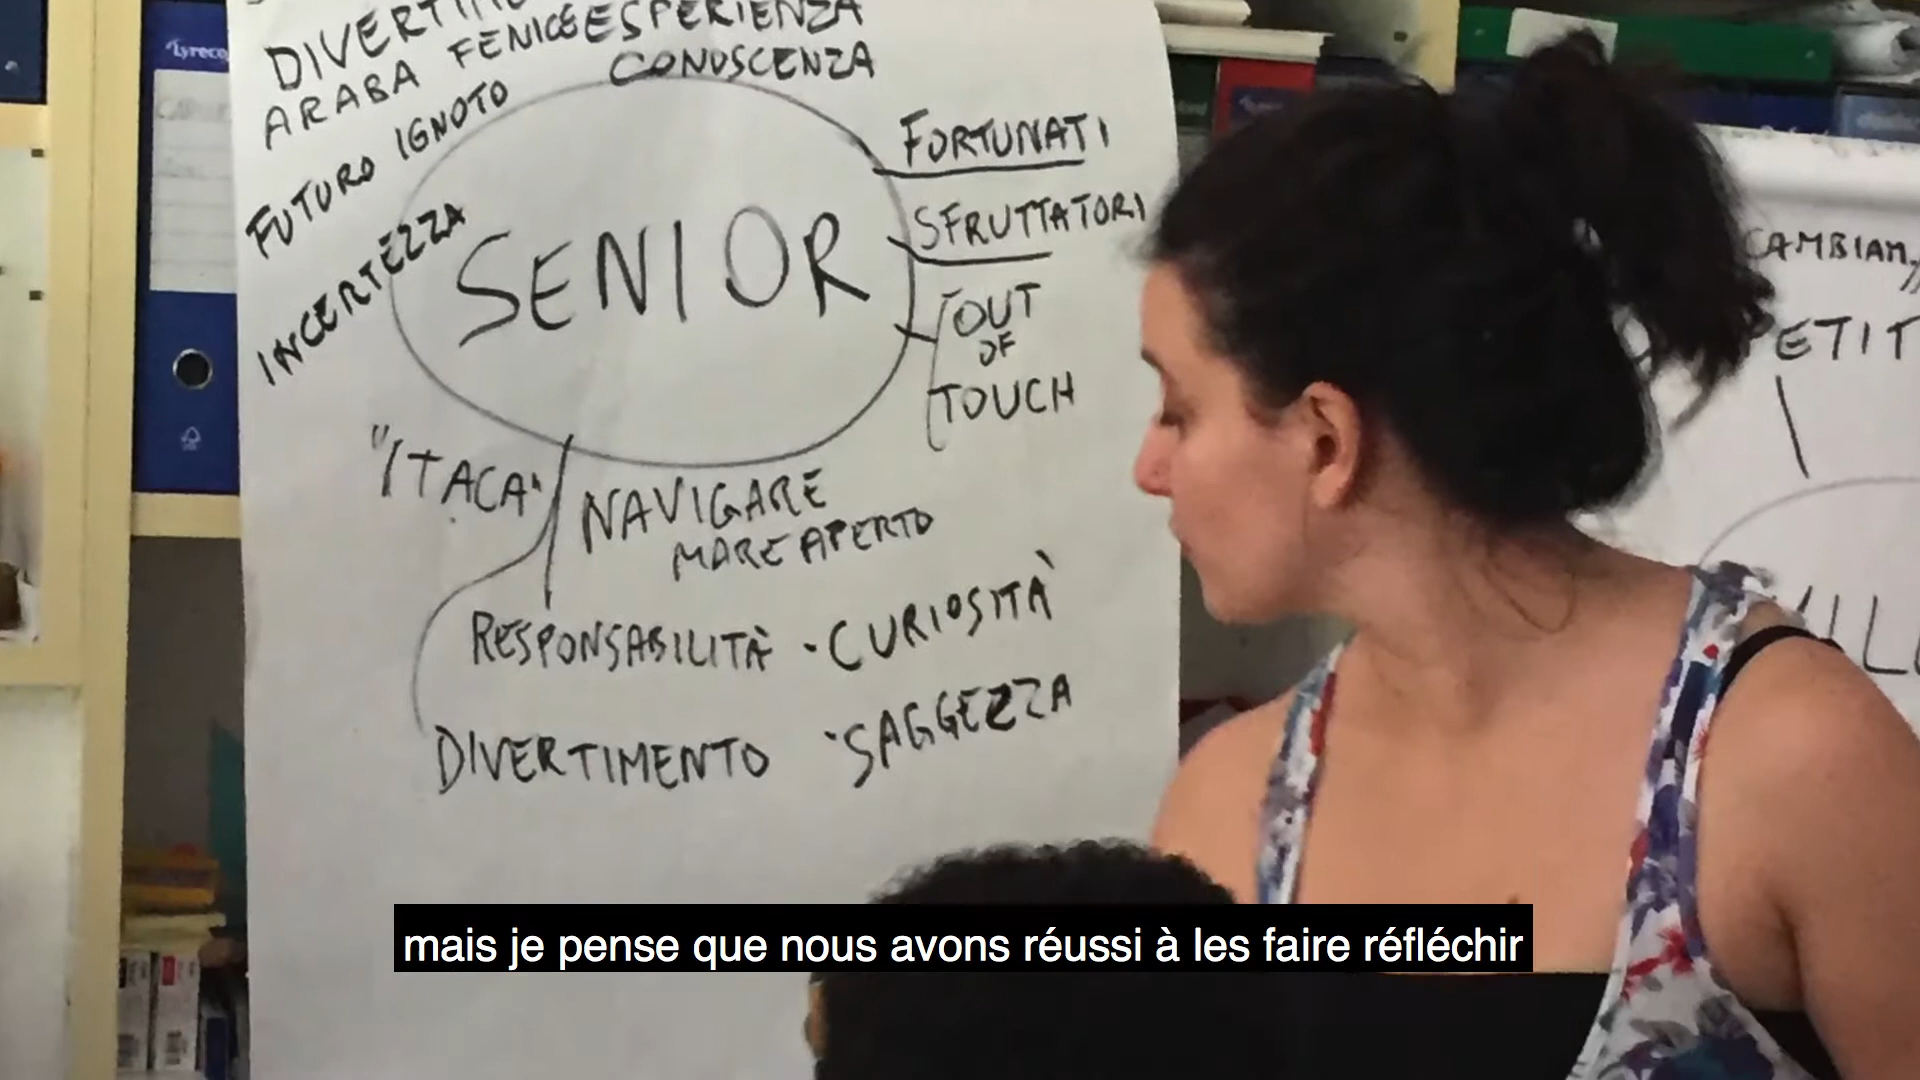 ARABA FENICE ESPERIENZA
CONOSCENZA
FUTURO IGNOTO
INCERTEZZA
SENIOR
FORTUNATI
SFRUTTATORI
OUT
OF
TOUCH
"ITACA"
NAVIGARE
MARE APERTO
RESPONSABILITÀ · CURIOSITÀ
DIVERTIMENTO · SAGGEZZA
Lyreco
mais je pense que nous avons réussi à les faire réfléchir